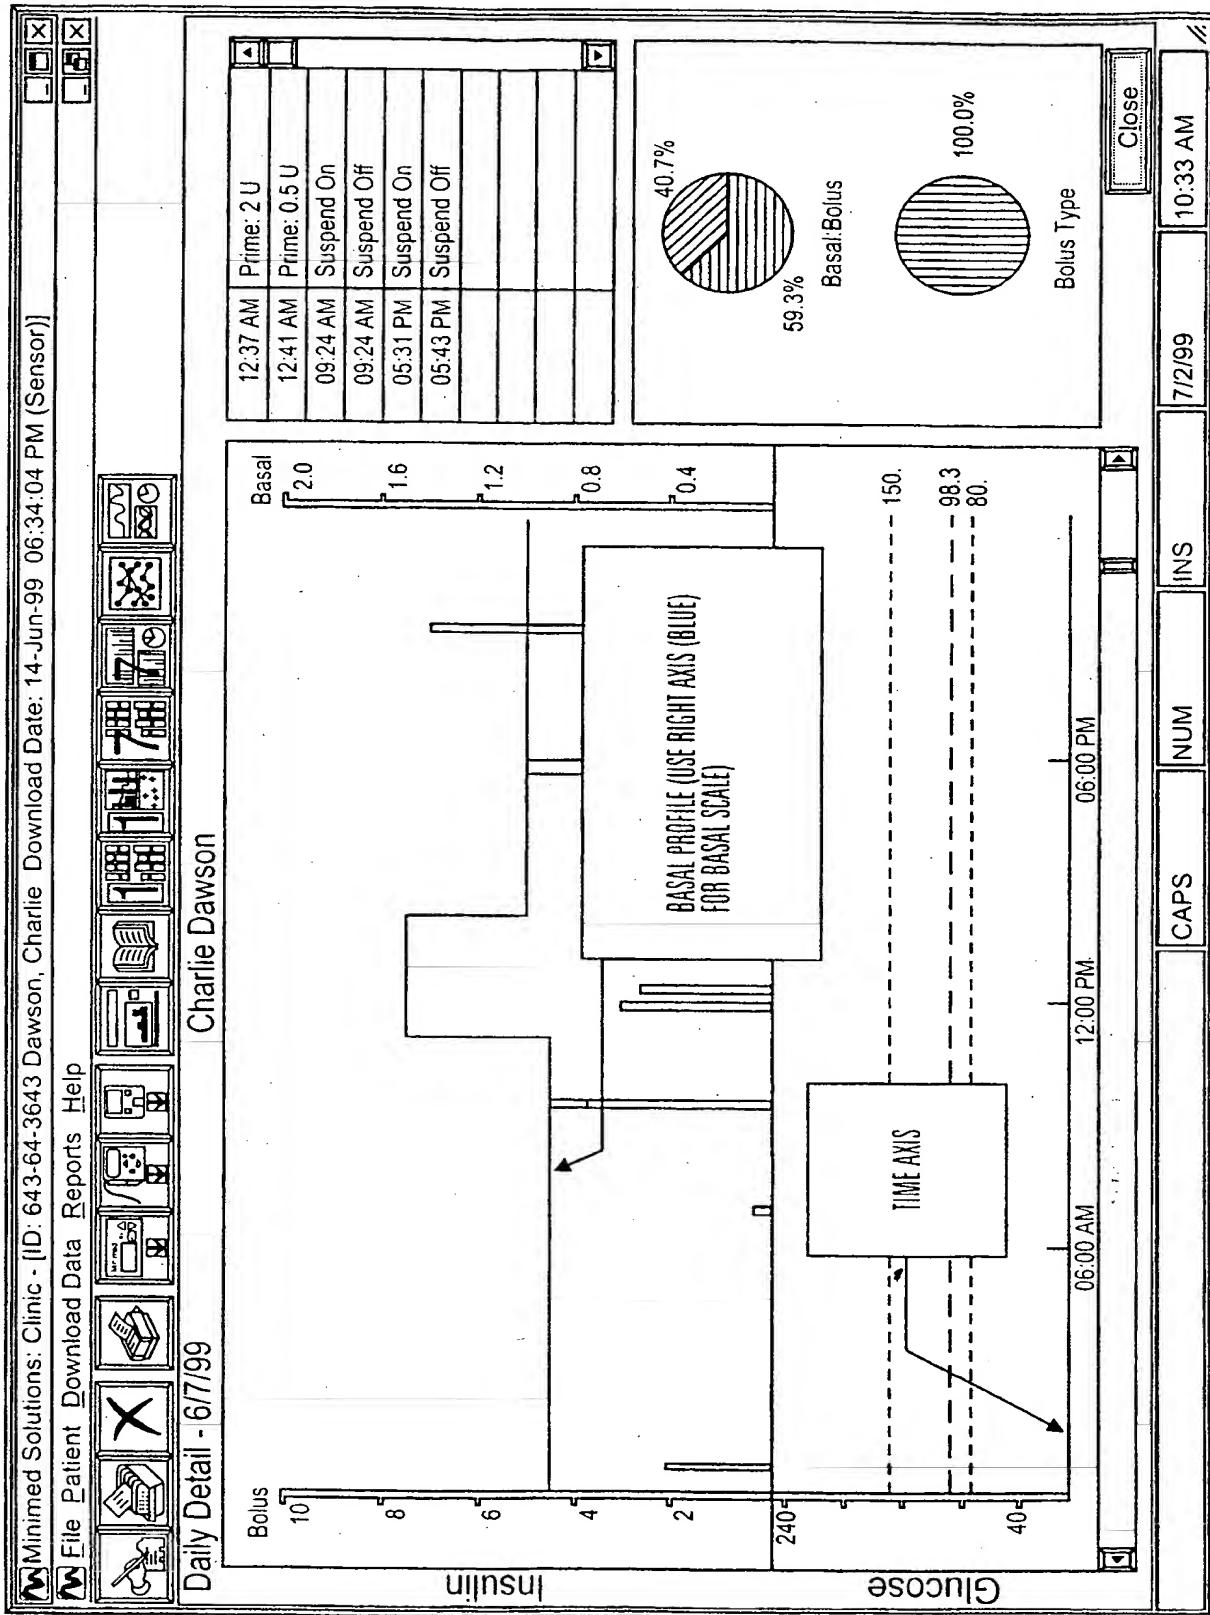 Minimed Solutions: Clinic - [ID: 643-64-3643 Dawson, Charlie Download Date: 14-Jun-99 06:34:04 PM (Sensor)]
File Patient Download Data Reports Help
1 1 7 7
Daily Detail - 6/7/99 Charlie Dawson
Bolus
10
8
6
4
2
Insulin
Basal
2.0
1.6
1.2
0.8
0.4
BASAL PROFILE (USE RIGHT AXIS (BLUE)
FOR BASAL SCALE)
240
40
Glucose
150.
98.3
80.
TIME AXIS
06:00 AM 12:00 PM 06:00 PM
12:37 AM Prime: 2 U
12:41 AM Prime: 0.5 U
09:24 AM Suspend On
09:24 AM Suspend Off
05:31 PM Suspend On
05:43 PM Suspend Off
40.7%
59.3%
Basal:Bolus
100.0%
Bolus Type
Close
CAPS NUM INS 7/2/99 10:33 AM